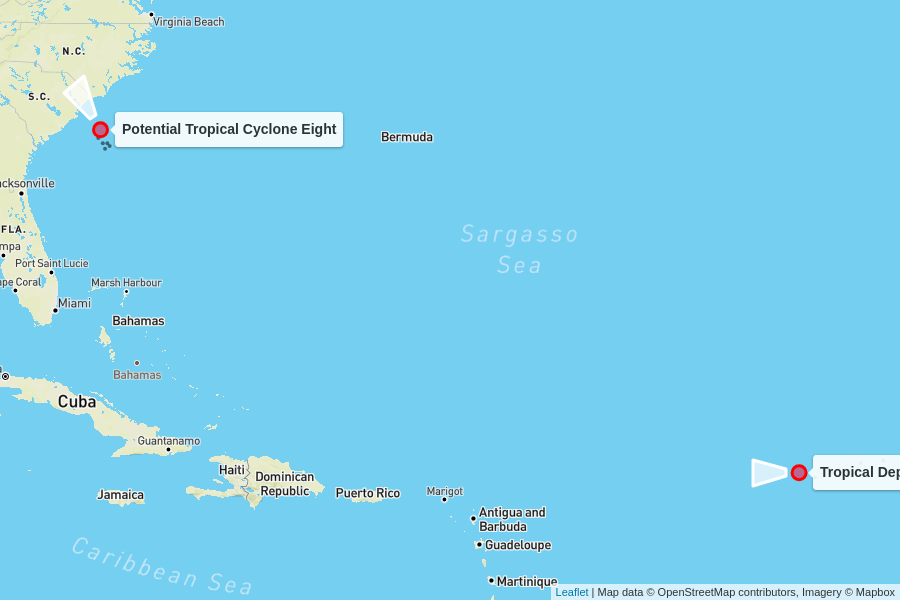 Virginia Beach
N.C.
S.C.
Potential Tropical Cyclone Eight
Bermuda
cksonville
Sargasso
Sea
FLA.
mpa
Port Saint Lucie
pe Coral
Marsh Harbour
Miami
Bahamas
Bahamas
Cuba
Guantanamo
Haiti
Dominican
Republic
Tropical Dep
Jamaica
Puerto Rico
Marigot
Antigua and
Barbuda
Guadeloupe
Caribbean Sea
Martinique
Leaflet | Map data © OpenStreetMap contributors, Imagery © Mapbox